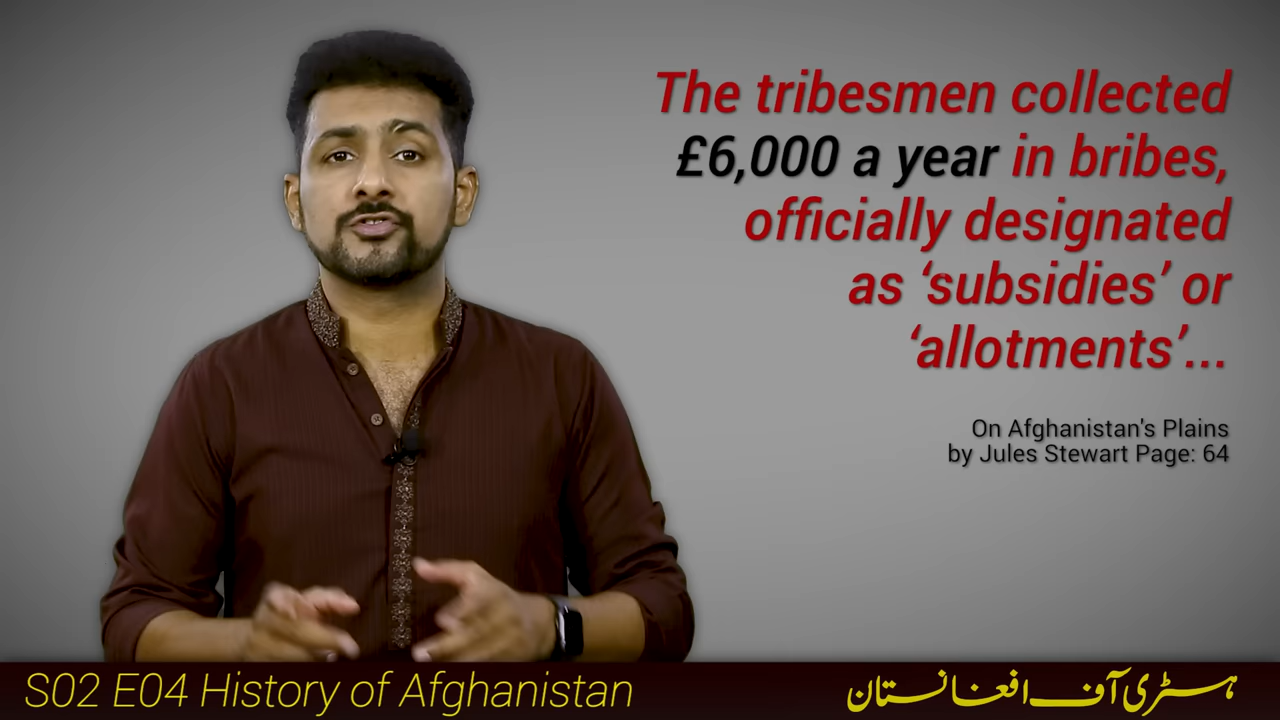 The tribesmen collected
£6,000 a year in bribes,
officially designated
as ‘subsidies’ or
‘allotments’...
On Afghanistan's Plains
by Jules Stewart Page: 64
S02 E04 History of Afghanistan
ہسٹری آف افغانستان